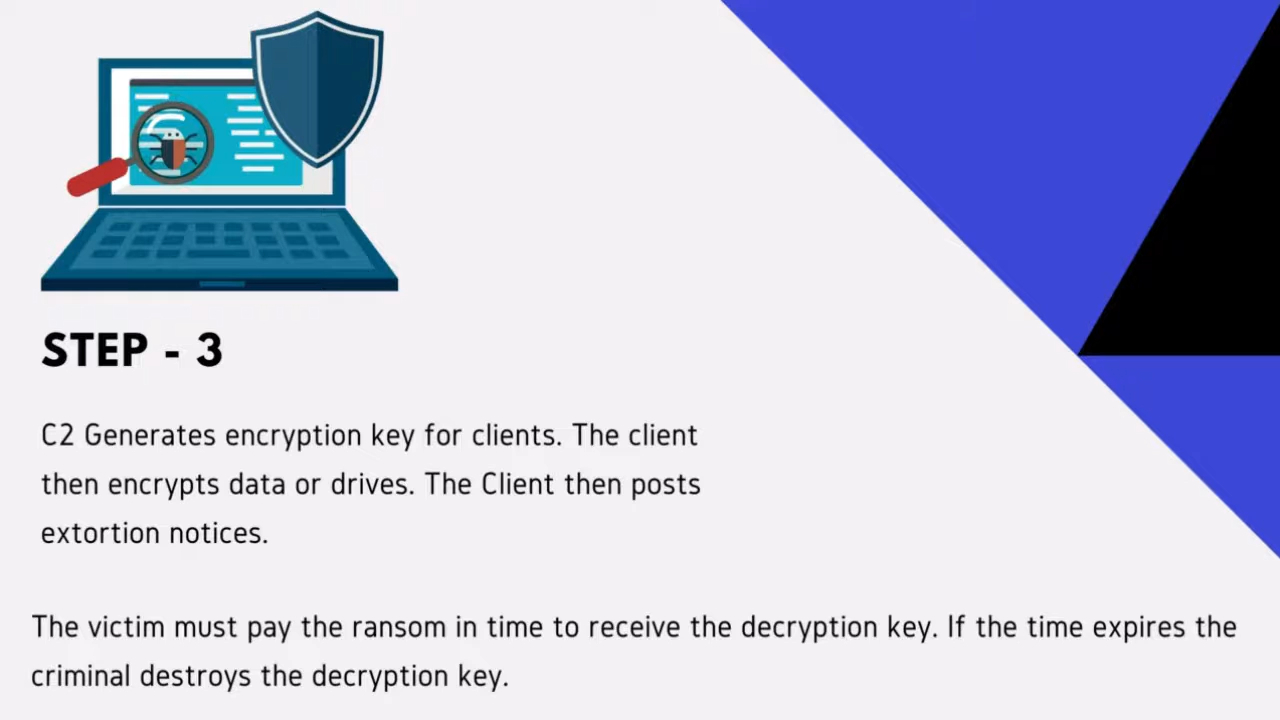 STEP - 3
C2 Generates encryption key for clients. The client
then encrypts data or drives. The Client then posts
extortion notices.
The victim must pay the ransom in time to receive the decryption key. If the time expires the
criminal destroys the decryption key.